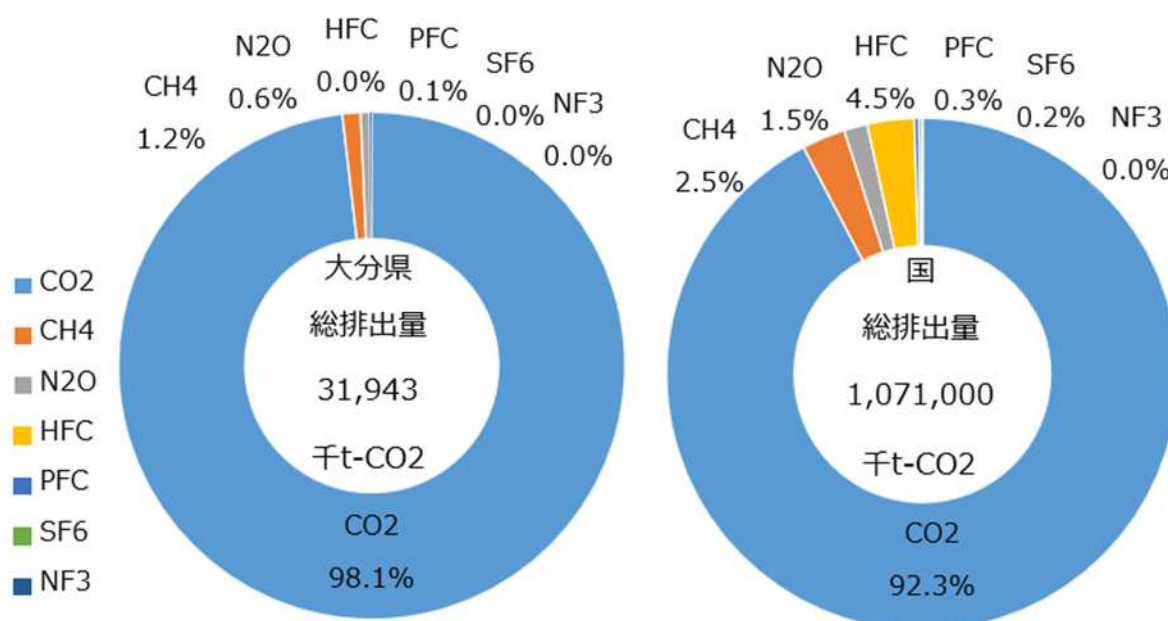 CO2
CH4
N2O
HFC
PFC
SF6
NF3
CH4
1.2%
N2O
0.6%
HFC
0.0%
PFC
0.1%
SF6
0.0%
NF3
0.0%
大分県
総排出量
31,943
千t-CO2
CO2
98.1%
CH4
2.5%
N2O
1.5%
HFC
4.5%
PFC
0.3%
SF6
0.2%
NF3
0.0%
国
総排出量
1,071,000
千t-CO2
CO2
92.3%